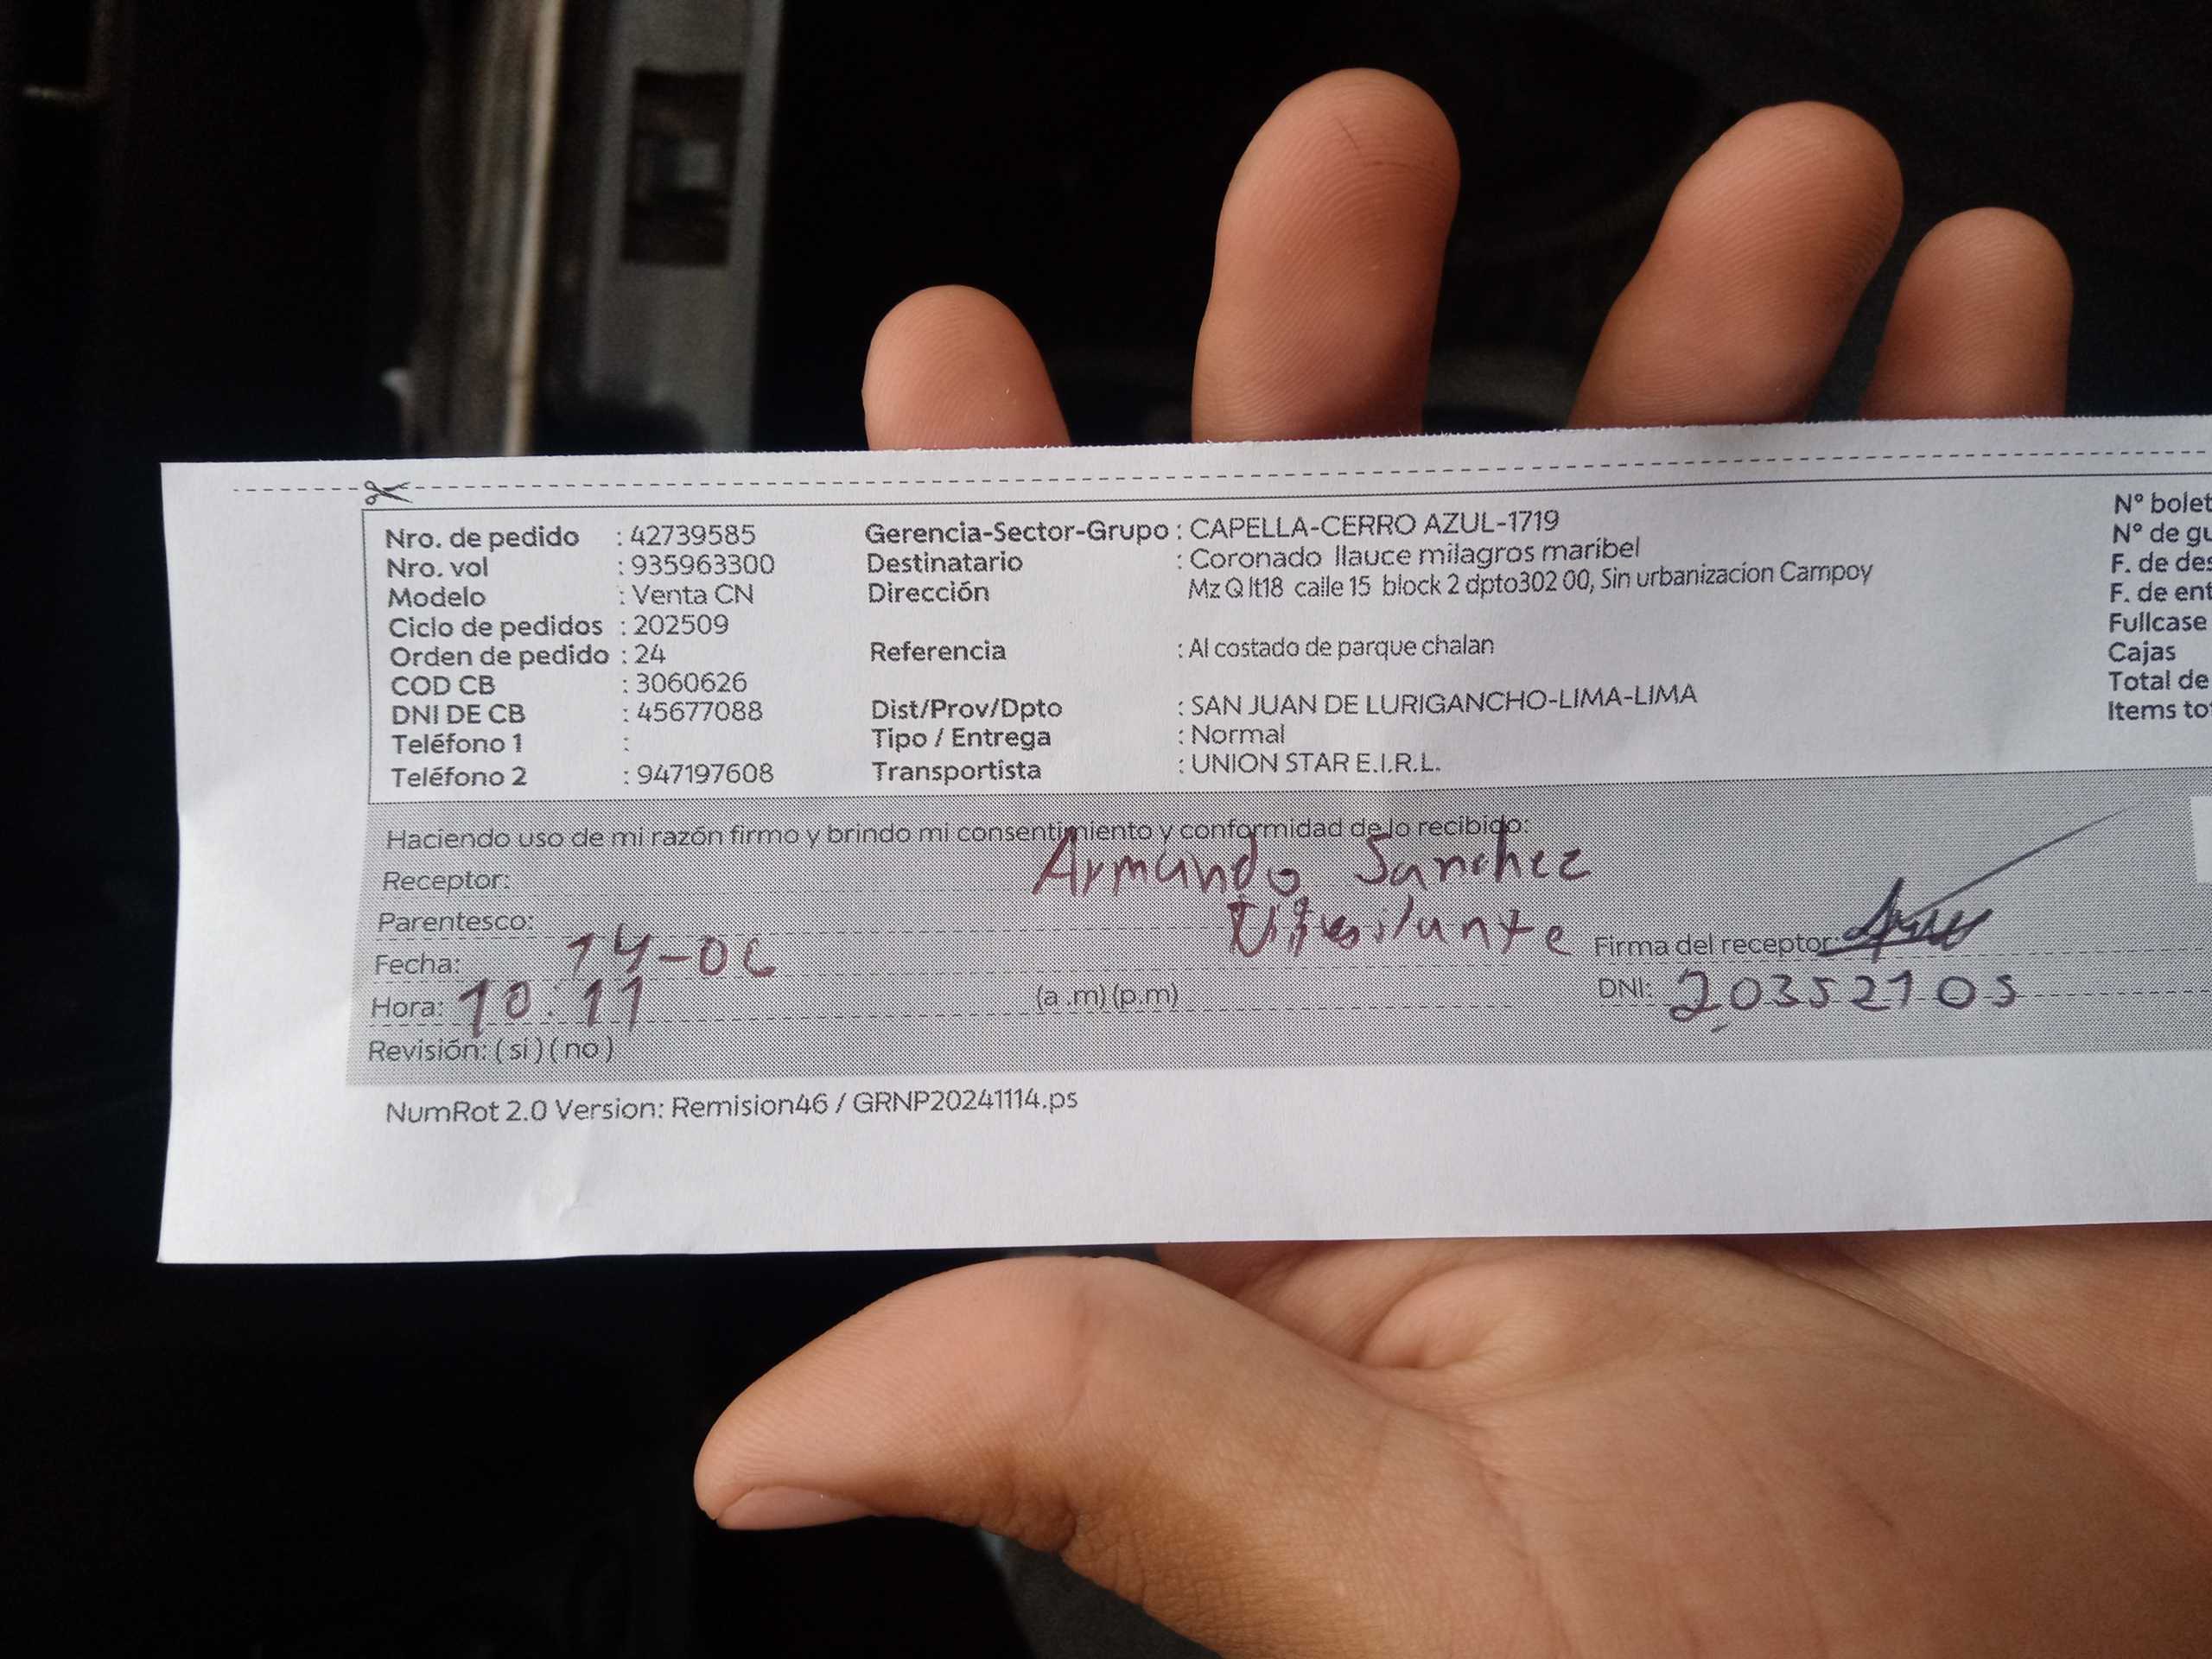 Nro. de pedido : 42739585 Gerencia-Sector-Grupo : CAPELLA-CERRO AZUL-1719 N° bolet
Nro. vol : 935963300 Destinatario : Coronado llauce milagros maribel N° de gu
Modelo : Venta CN Dirección Mz Q lt18 calle 15 block 2 dpto302 00, Sin urbanizacion Campoy F. de des
Ciclo de pedidos : 202509 F. de ent
Orden de pedido : 24 Referencia : Al costado de parque chalan Fullcase
COD CB : 3060626 Cajas
DNI DE CB : 45677088 Dist/Prov/Dpto : SAN JUAN DE LURIGANCHO-LIMA-LIMA Total de
Teléfono 1 : Tipo / Entrega : Normal Items to
Teléfono 2 : 947197608 Transportista : UNION STAR E.I.R.L.
Haciendo uso de mi razón firmo y brindo mi consentimiento y conformidad de lo recibido:
Receptor: Armando Sanchez
Parentesco: Vigilante
Fecha: 14-06 Firma del receptor:
Hora: 10:11 (a .m) (p.m) DNI: 20352105
Revisión: ( si ) ( no )
NumRot 2.0 Version: Remision46 / GRNP20241114.ps